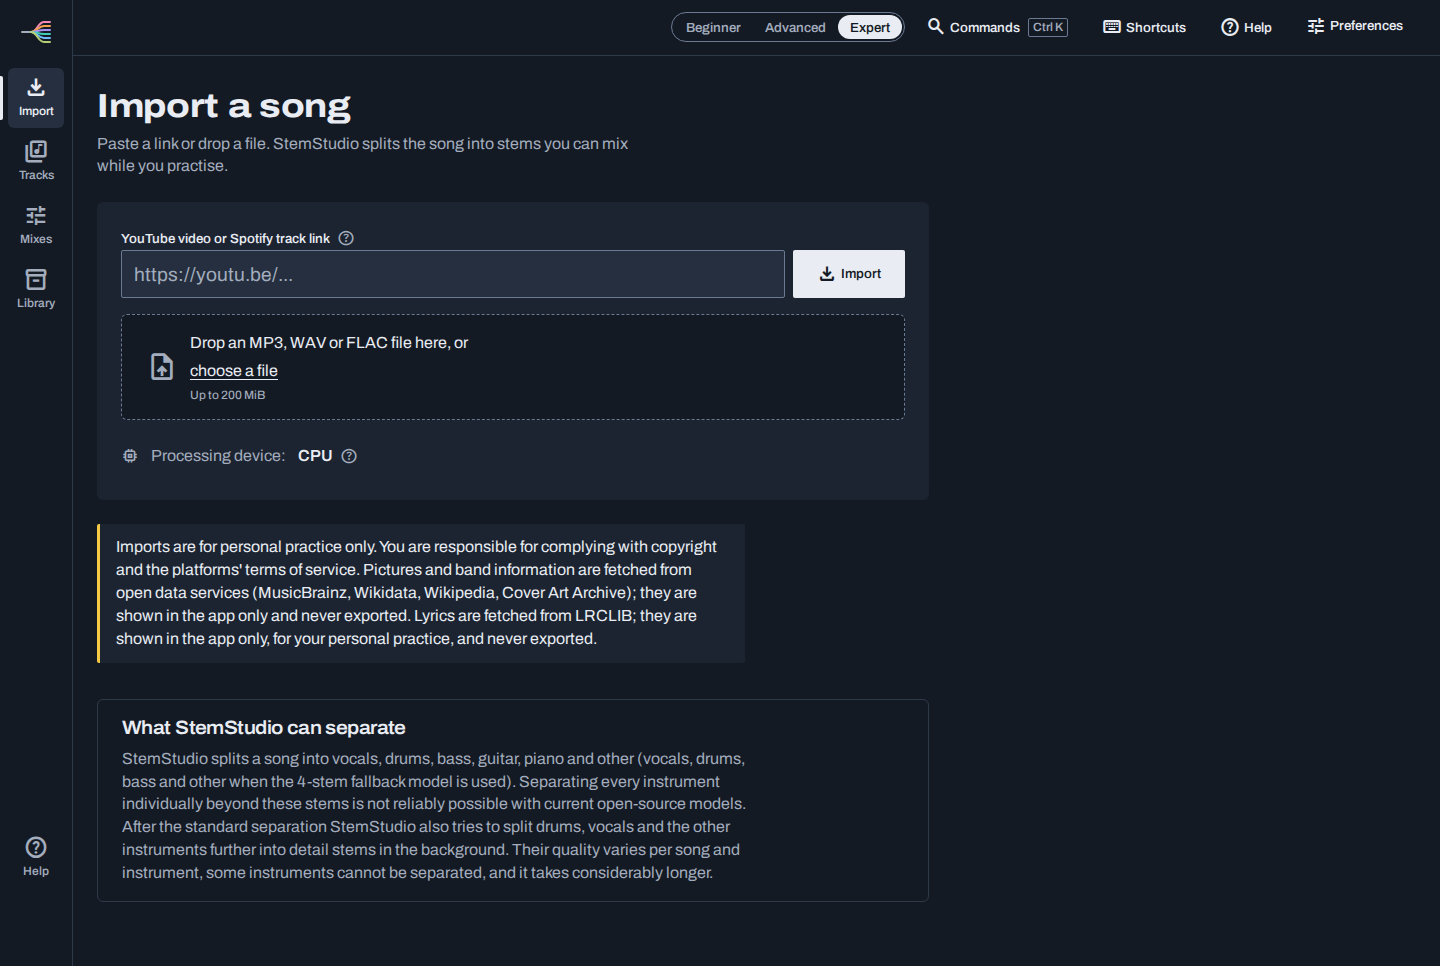 Beginner
Advanced
Expert
Commands
Ctrl K
Shortcuts
Help
Preferences
Import
Tracks
Mixes
Library
Help
Import a song
Paste a link or drop a file. StemStudio splits the song into stems you can mix
while you practise.
YouTube video or Spotify track link
https://youtu.be/...
Import
Drop an MP3, WAV or FLAC file here, or
choose a file
Up to 200 MiB
Processing device: CPU
Imports are for personal practice only. You are responsible for complying with copyright
and the platforms' terms of service. Pictures and band information are fetched from
open data services (MusicBrainz, Wikidata, Wikipedia, Cover Art Archive); they are
shown in the app only and never exported. Lyrics are fetched from LRCLIB; they are
shown in the app only, for your personal practice, and never exported.
What StemStudio can separate
StemStudio splits a song into vocals, drums, bass, guitar, piano and other (vocals, drums,
bass and other when the 4-stem fallback model is used). Separating every instrument
individually beyond these stems is not reliably possible with current open-source models.
After the standard separation StemStudio also tries to split drums, vocals and the other
instruments further into detail stems in the background. Their quality varies per song and
instrument, some instruments cannot be separated, and it takes considerably longer.